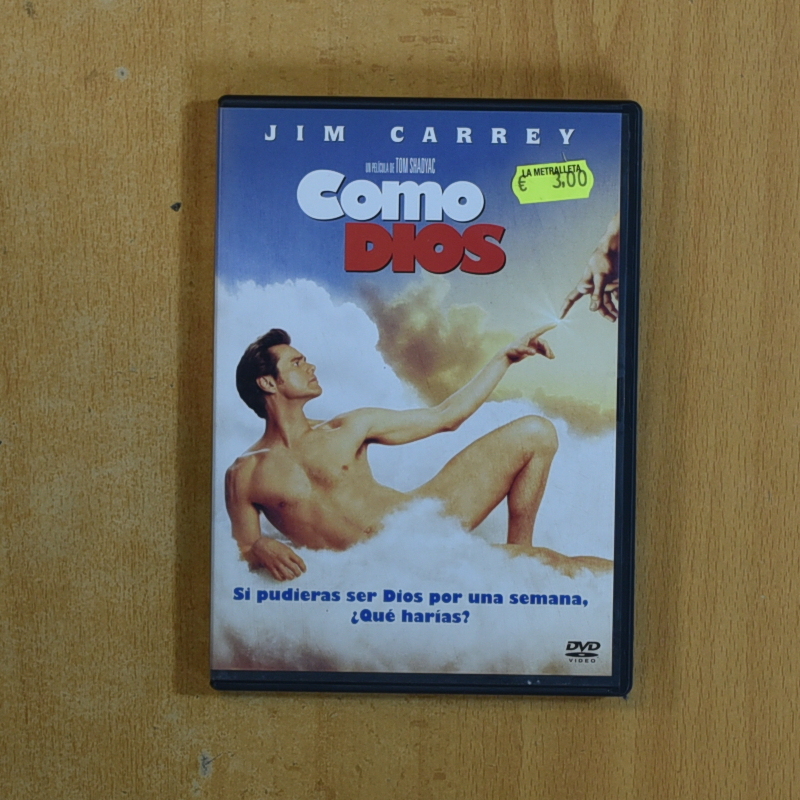 JIM CARREY
UN PELÍCULA DE TOM SHADYAC
COMO
DIOS
LA METRALLETA
€ 3,00
Si pudieras ser Dios por una semana,
¿Qué harías?
DVD
VIDEO